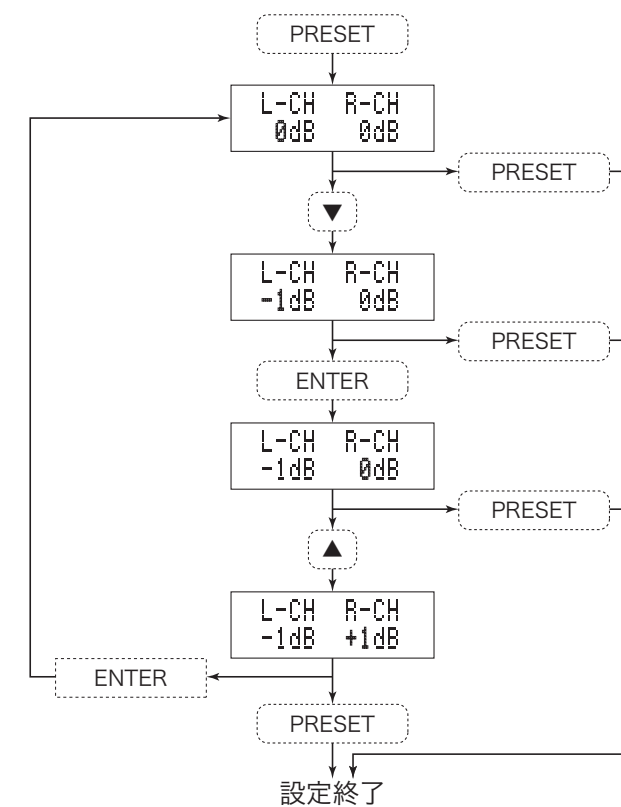 PRESET
L-CH R-CH
0dB 0dB
PRESET
▼
L-CH R-CH
-1dB 0dB
PRESET
ENTER
L-CH R-CH
-1dB 0dB
PRESET
▲
L-CH R-CH
-1dB +1dB
ENTER
PRESET
設定終了